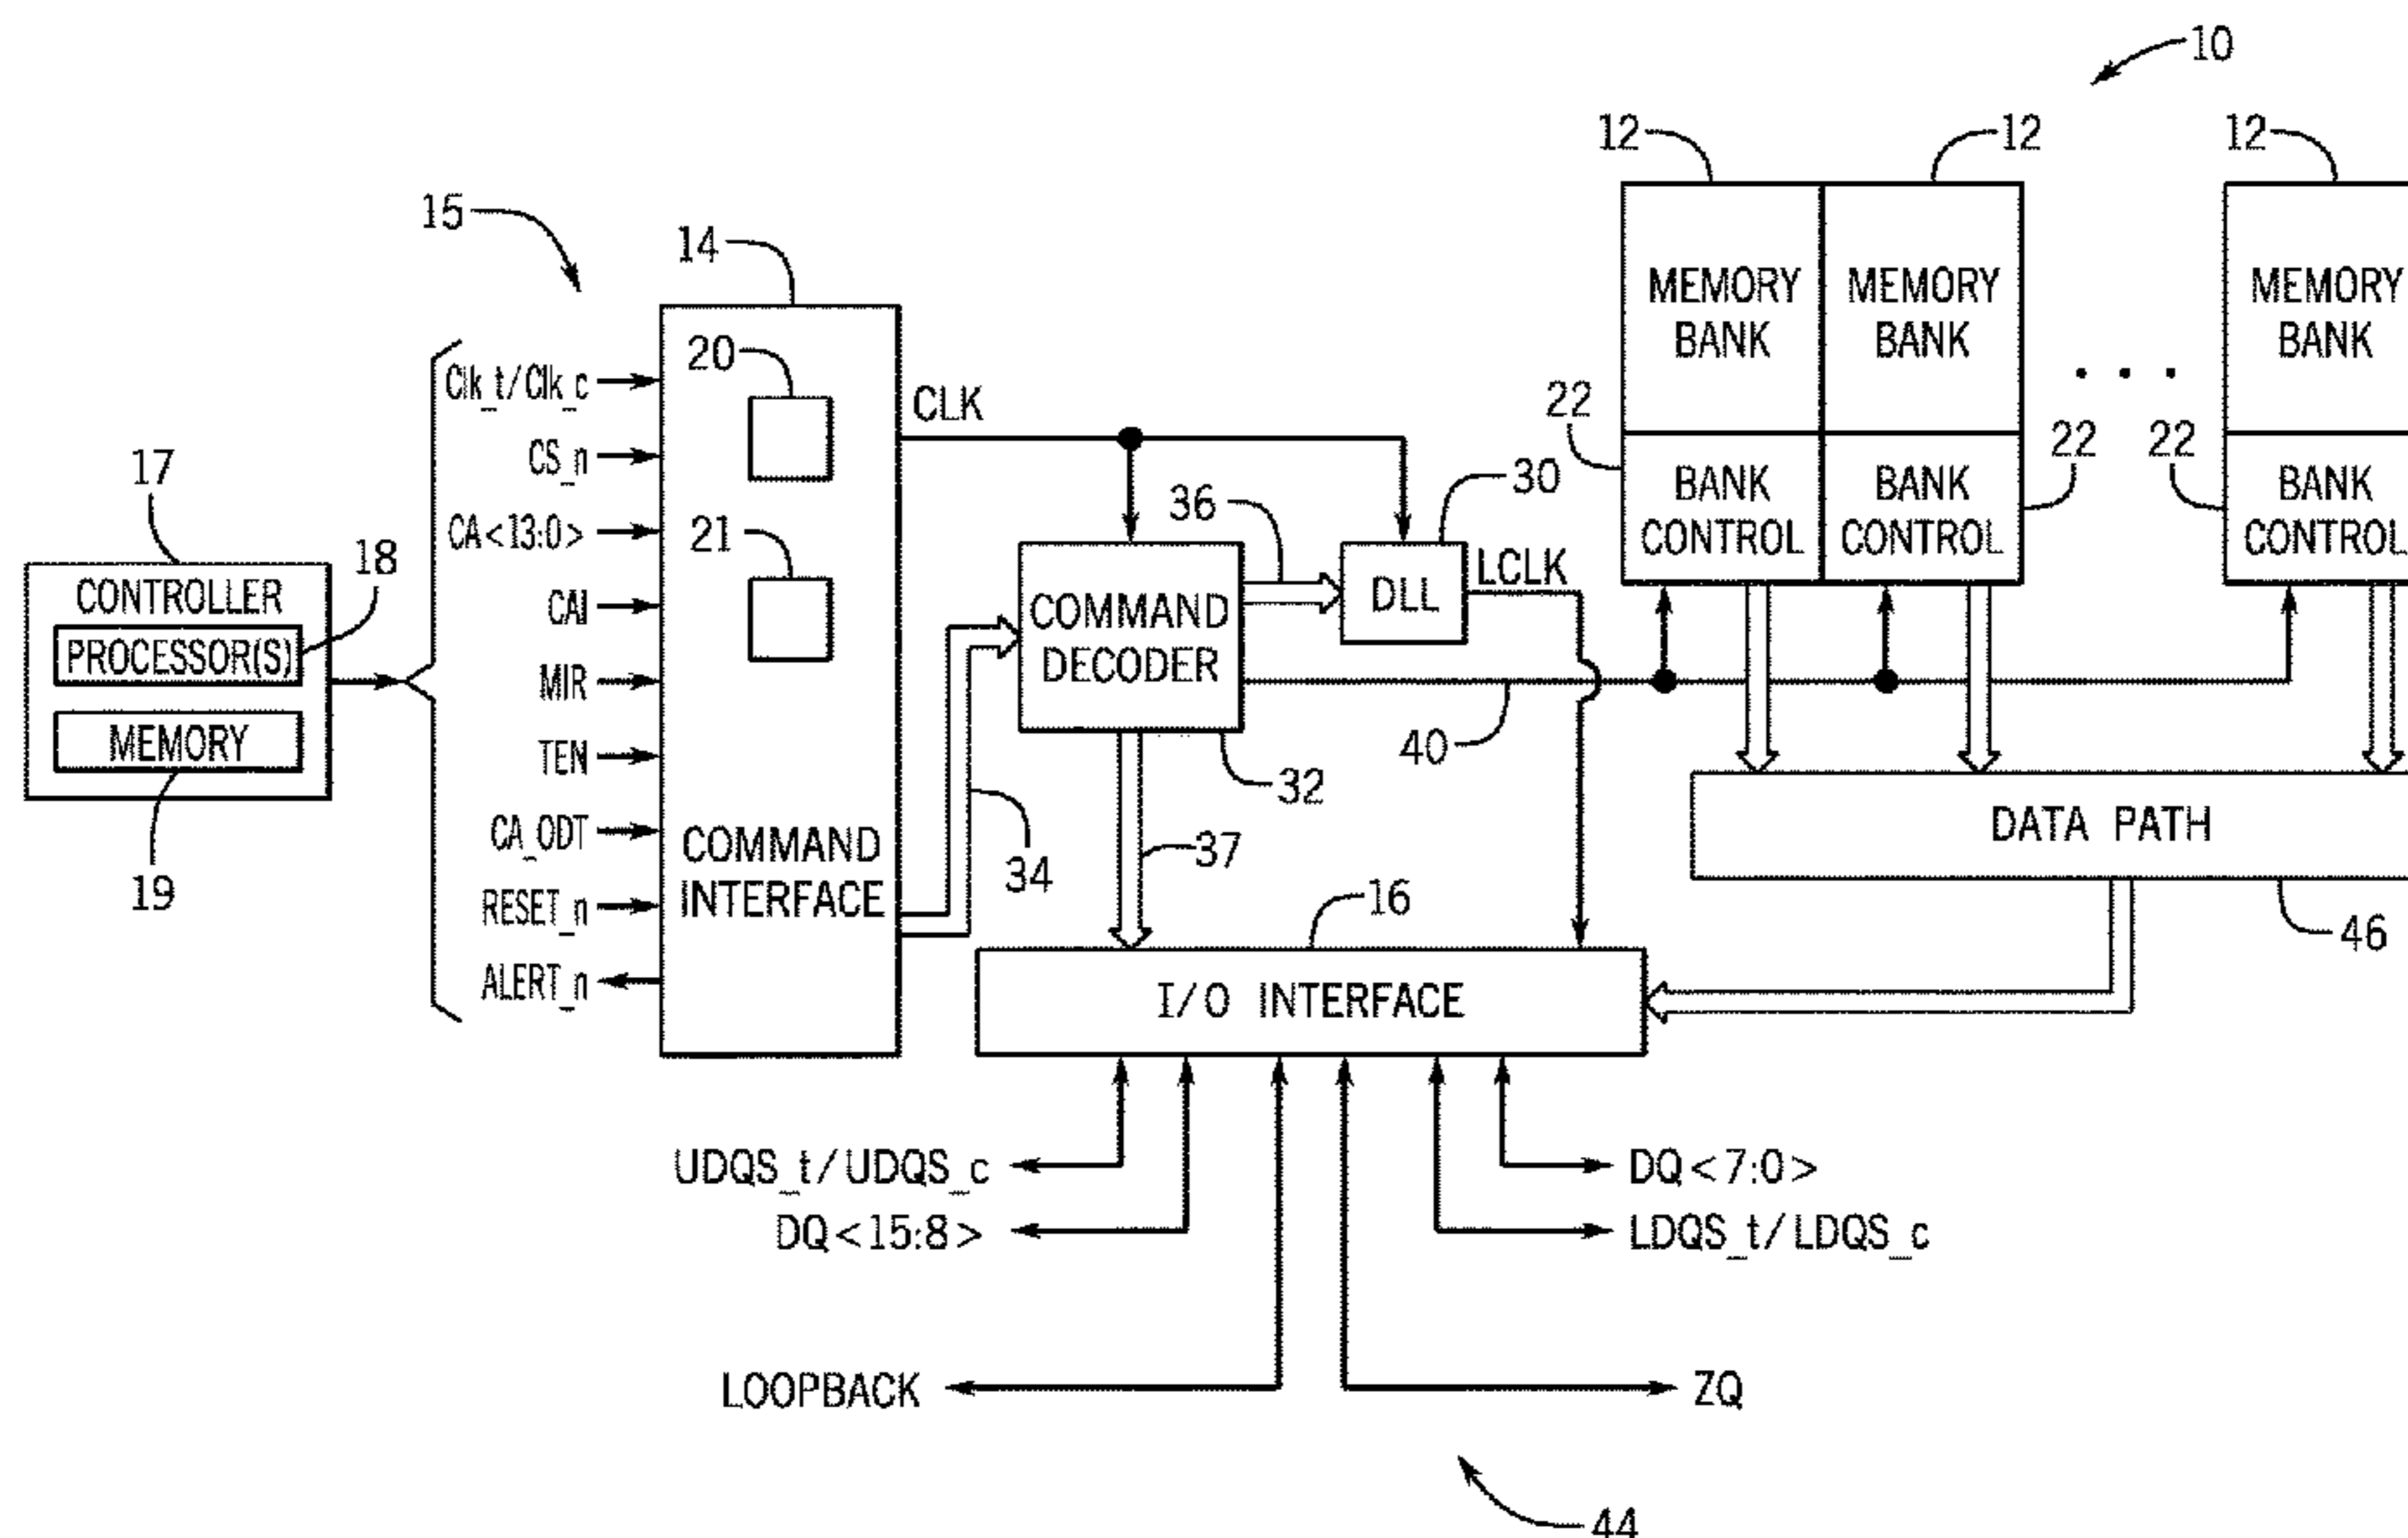 10
12
12
12
15
14
MEMORY
BANK
MEMORY
BANK
MEMORY
BANK
20
Clk_t/Clk_c
CLK
22
22
22
CS_n
17
36
30
BANK
CONTROL
BANK
CONTROL
BANK
CONTROL
CA<13:0>
21
18
CONTROLLER
PROCESSOR(S)
MEMORY
19
CAI
MIR
TEN
CA_ODT
RESET_n
ALERT_n
COMMAND
INTERFACE
COMMAND
DECODER
DLL
LCLK
40
32
34
37
DATA PATH
46
16
I/O INTERFACE
UDQS_t/UDQS_c
DQ<7:0>
DQ<15:8>
LDQS_t/LDQS_c
LOOPBACK
ZQ
44